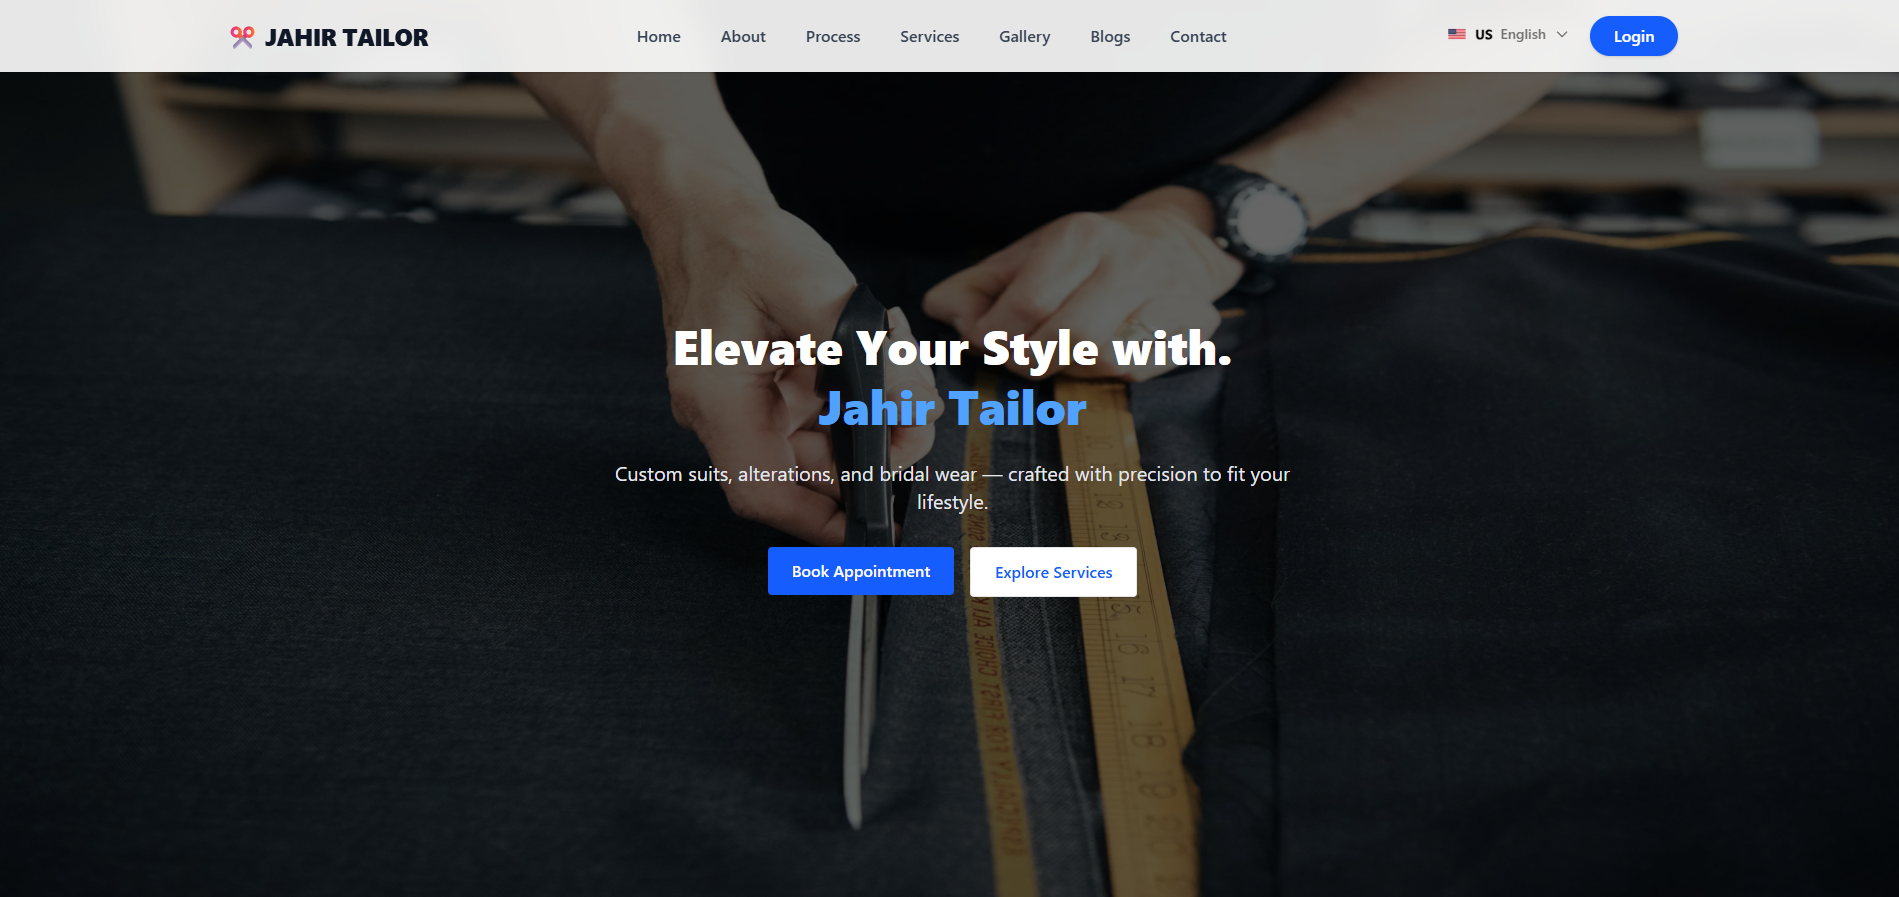 JAHIR TAILOR
Home About Process Services Gallery Blogs Contact
US English
Login
Elevate Your Style with.
Jahir Tailor
Custom suits, alterations, and bridal wear — crafted with precision to fit your
lifestyle.
Book Appointment
Explore Services